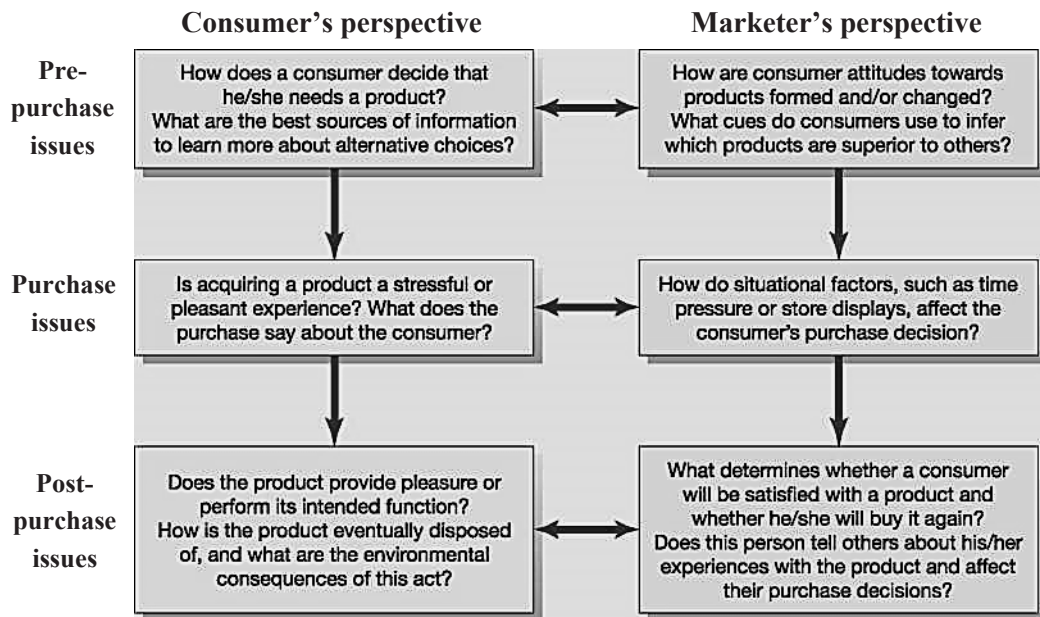 Consumer's perspective
Marketer's perspective
Pre-
purchase
issues
How does a consumer decide that
he/she needs a product?
What are the best sources of information
to learn more about alternative choices?
How are consumer attitudes towards
products formed and/or changed?
What cues do consumers use to infer
which products are superior to others?
Purchase
issues
Is acquiring a product a stressful or
pleasant experience? What does the
purchase say about the consumer?
How do situational factors, such as time
pressure or store displays, affect the
consumer's purchase decision?
Post-
purchase
issues
Does the product provide pleasure or
perform its intended function?
How is the product eventually disposed
of, and what are the environmental
consequences of this act?
What determines whether a consumer
will be satisfied with a product and
whether he/she will buy it again?
Does this person tell others about his/her
experiences with the product and affect
their purchase decisions?